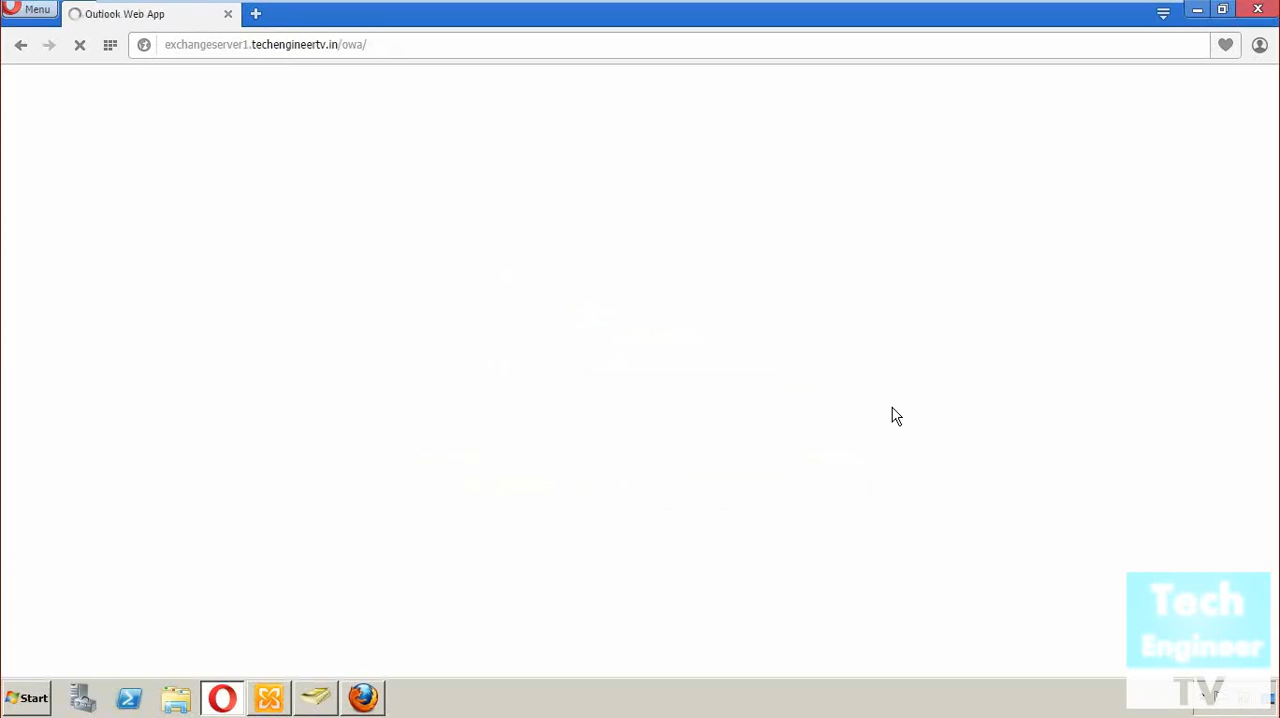 Menu
Outlook Web App
exchangeserver1.techengineertv.in/owa/
Tech
Engineer
TV
Start